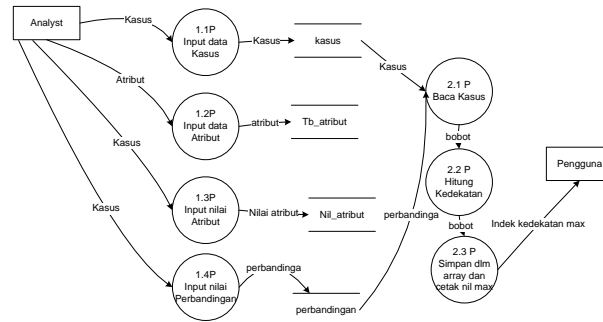 Analyst
Kasus
1.1P
Input data
Kasus
Kasus
kasus
Kasus
Atribut
1.2P
Input data
Atribut
atribut
Tb_atribut
2.1 P
Baca Kasus
bobot
Kasus
1.3P
Input nilai
Atribut
Nilai atribut
Nil_atribut
2.2 P
Hitung
Kedekatan
Pengguna
perbandinga
bobot
Indek kedekatan max
Kasus
1.4P
Input nilai
Perbandingan
perbandinga
perbandingan
2.3 P
Simpan dlm
array dan
cetak nil max